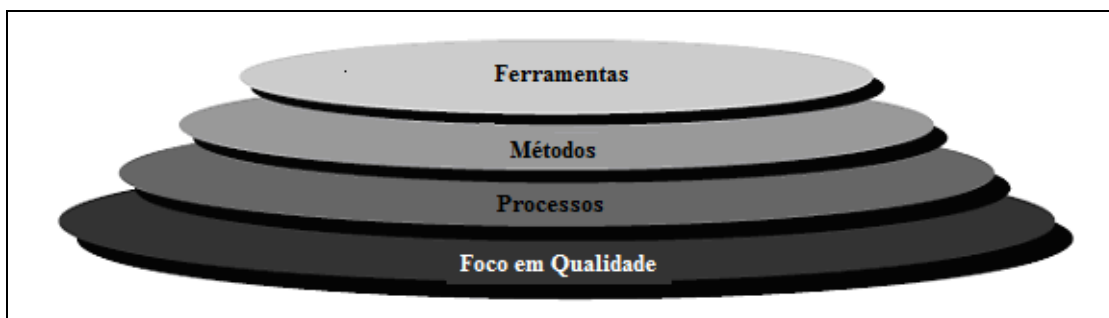 Ferramentas
Métodos
Processos
Foco em Qualidade